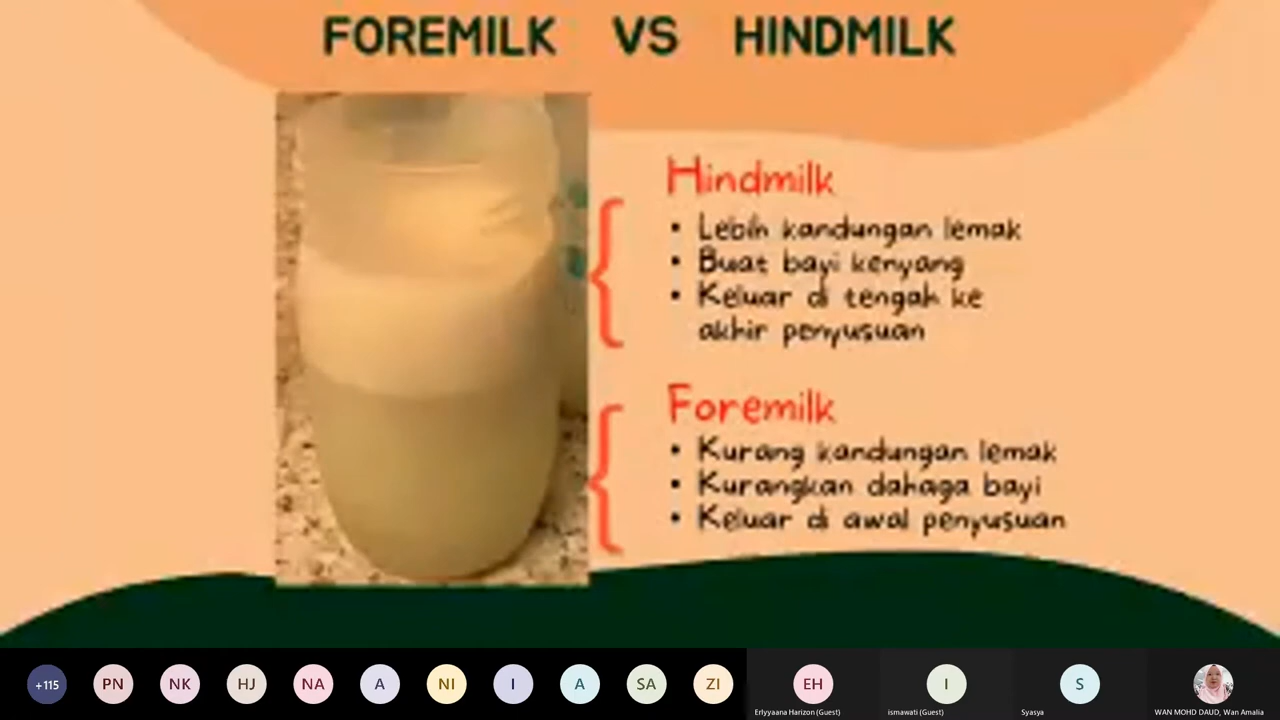 FOREMILK VS HINDMILK
Hindmilk
• Lebih kandungan lemak
• Buat bayi kenyang
• Keluar di tengah ke
akhir penyusuan
Foremilk
• Kurang kandungan lemak
• Kurangkan dahaga bayi
• Keluar di awal penyusuan
+115 PN NK HJ NA A NI I A SA ZI EH I S
Erlyyaana Harizon (Guest) ismawati (Guest) Syasya WAN MOHD DAUD, Wan Amalia